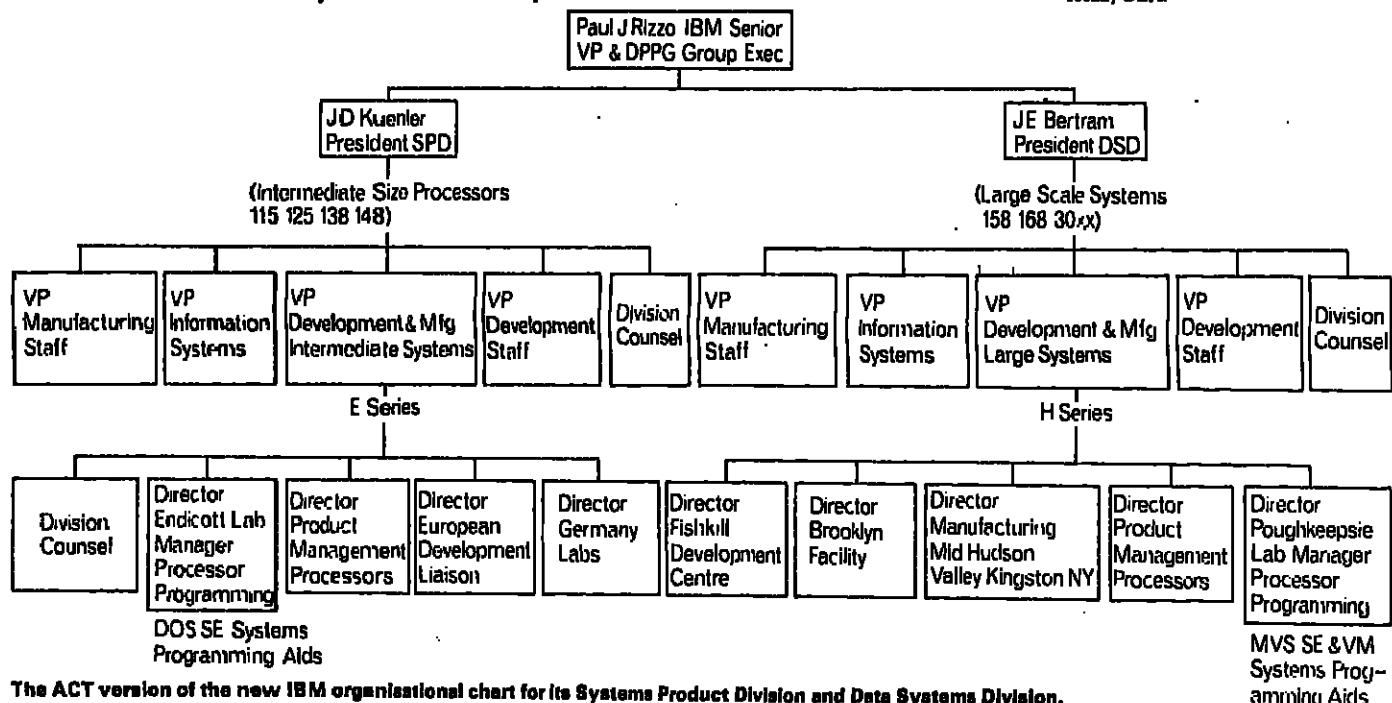 Paul J Rizzo IBM Senior
VP & DPPG Group Exec
JD Kuenler
President SPD
JE Bertram
President DSD
(Intermediate Size Processors
115 125 138 148)
(Large Scale Systems
158 168 30xx)
VP
Manufacturing
Staff
VP
Information
Systems
VP
Development & Mfg
Intermediate Systems
VP
Development
Staff
Division
Counsel
VP
Manufacturing
Staff
VP
Information
Systems
VP
Development & Mfg
Large Systems
VP
Development
Staff
Division
Counsel
E Series
H Series
Division
Counsel
Director
Endicott Lab
Manager
Processor
Programming
Director
Product
Management
Processors
Director
European
Development
Liaison
Director
Germany
Labs
Director
Fishkill
Development
Centre
Director
Brooklyn
Facility
Director
Manufacturing
Mid Hudson
Valley Kingston NY
Director
Product
Management
Processors
Director
Poughkeepsie
Lab Manager
Processor
Programming
DOS SE Systems
Programming Aids
MVS SE & VM
Systems Prog-
amming Aids
The ACT version of the new IBM organisational chart for its Systems Product Division and Data Systems Division.